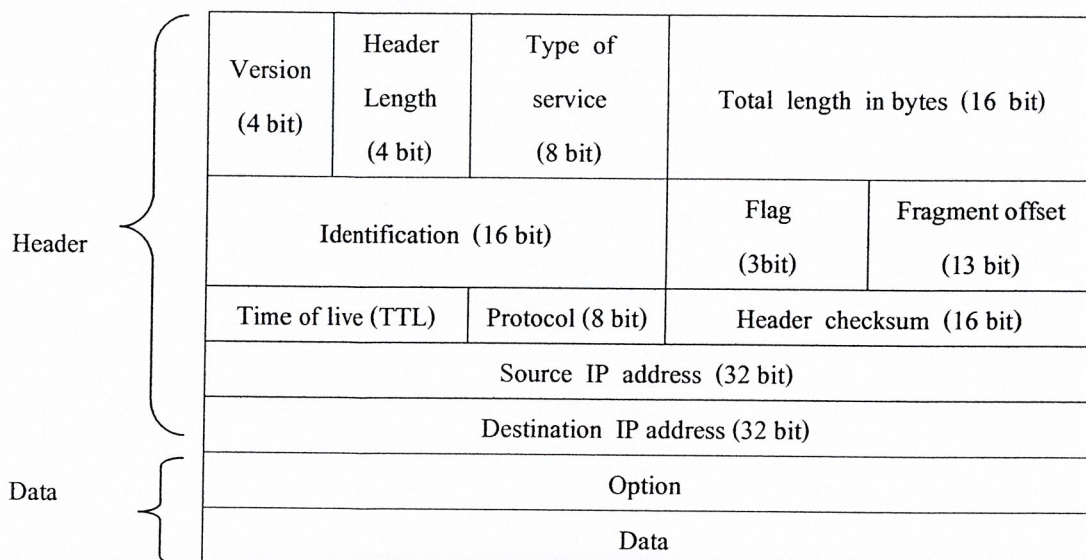 Header
Version
(4 bit)
Header
Length
(4 bit)
Type of
service
(8 bit)
Total length in bytes (16 bit)
Identification (16 bit)
Flag
(3bit)
Fragment offset
(13 bit)
Time of live (TTL)
Protocol (8 bit)
Header checksum (16 bit)
Source IP address (32 bit)
Destination IP address (32 bit)
Data
Option
Data